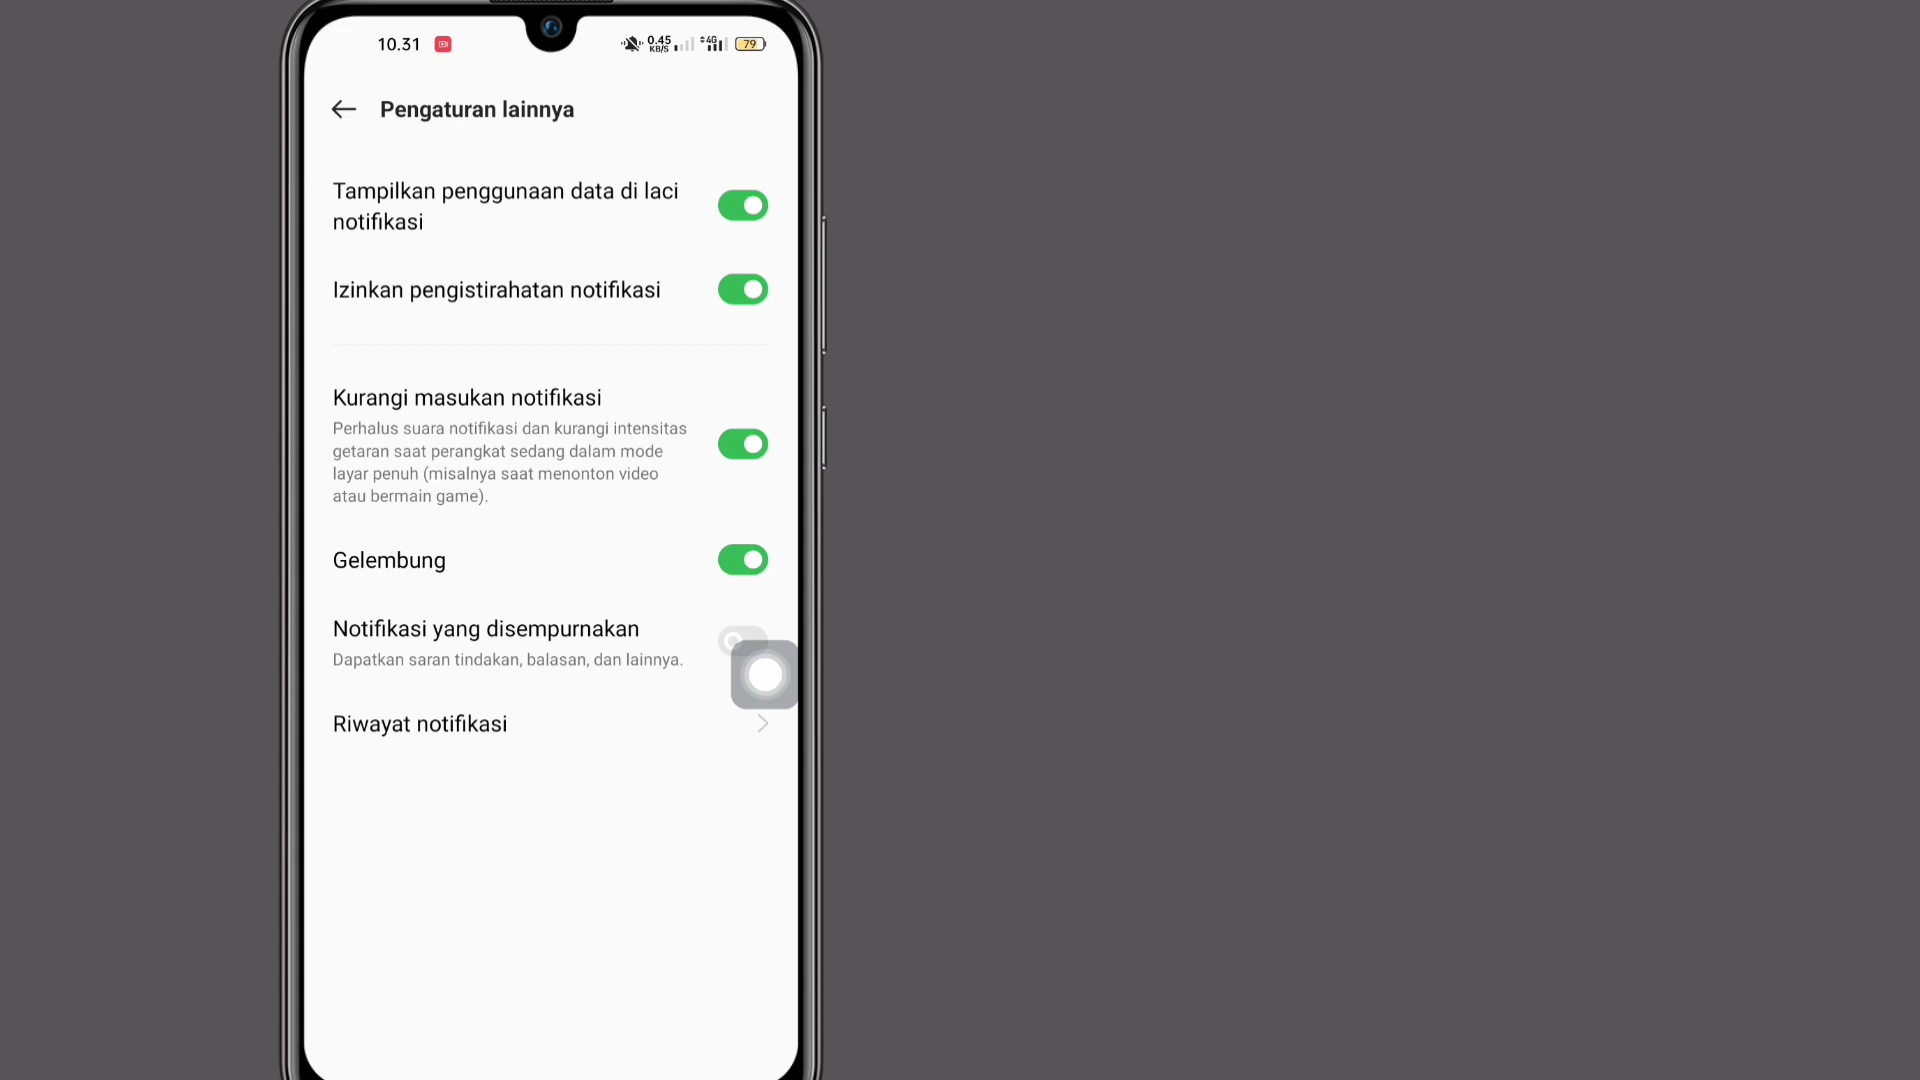 10.31
0.45
KB/S
4G
79
Pengaturan lainnya
Tampilkan penggunaan data di laci
notifikasi
Izinkan pengistirahatan notifikasi
Kurangi masukan notifikasi
Perhalus suara notifikasi dan kurangi intensitas
getaran saat perangkat sedang dalam mode
layar penuh (misalnya saat menonton video
atau bermain game).
Gelembung
Notifikasi yang disempurnakan
Dapatkan saran tindakan, balasan, dan lainnya.
Riwayat notifikasi